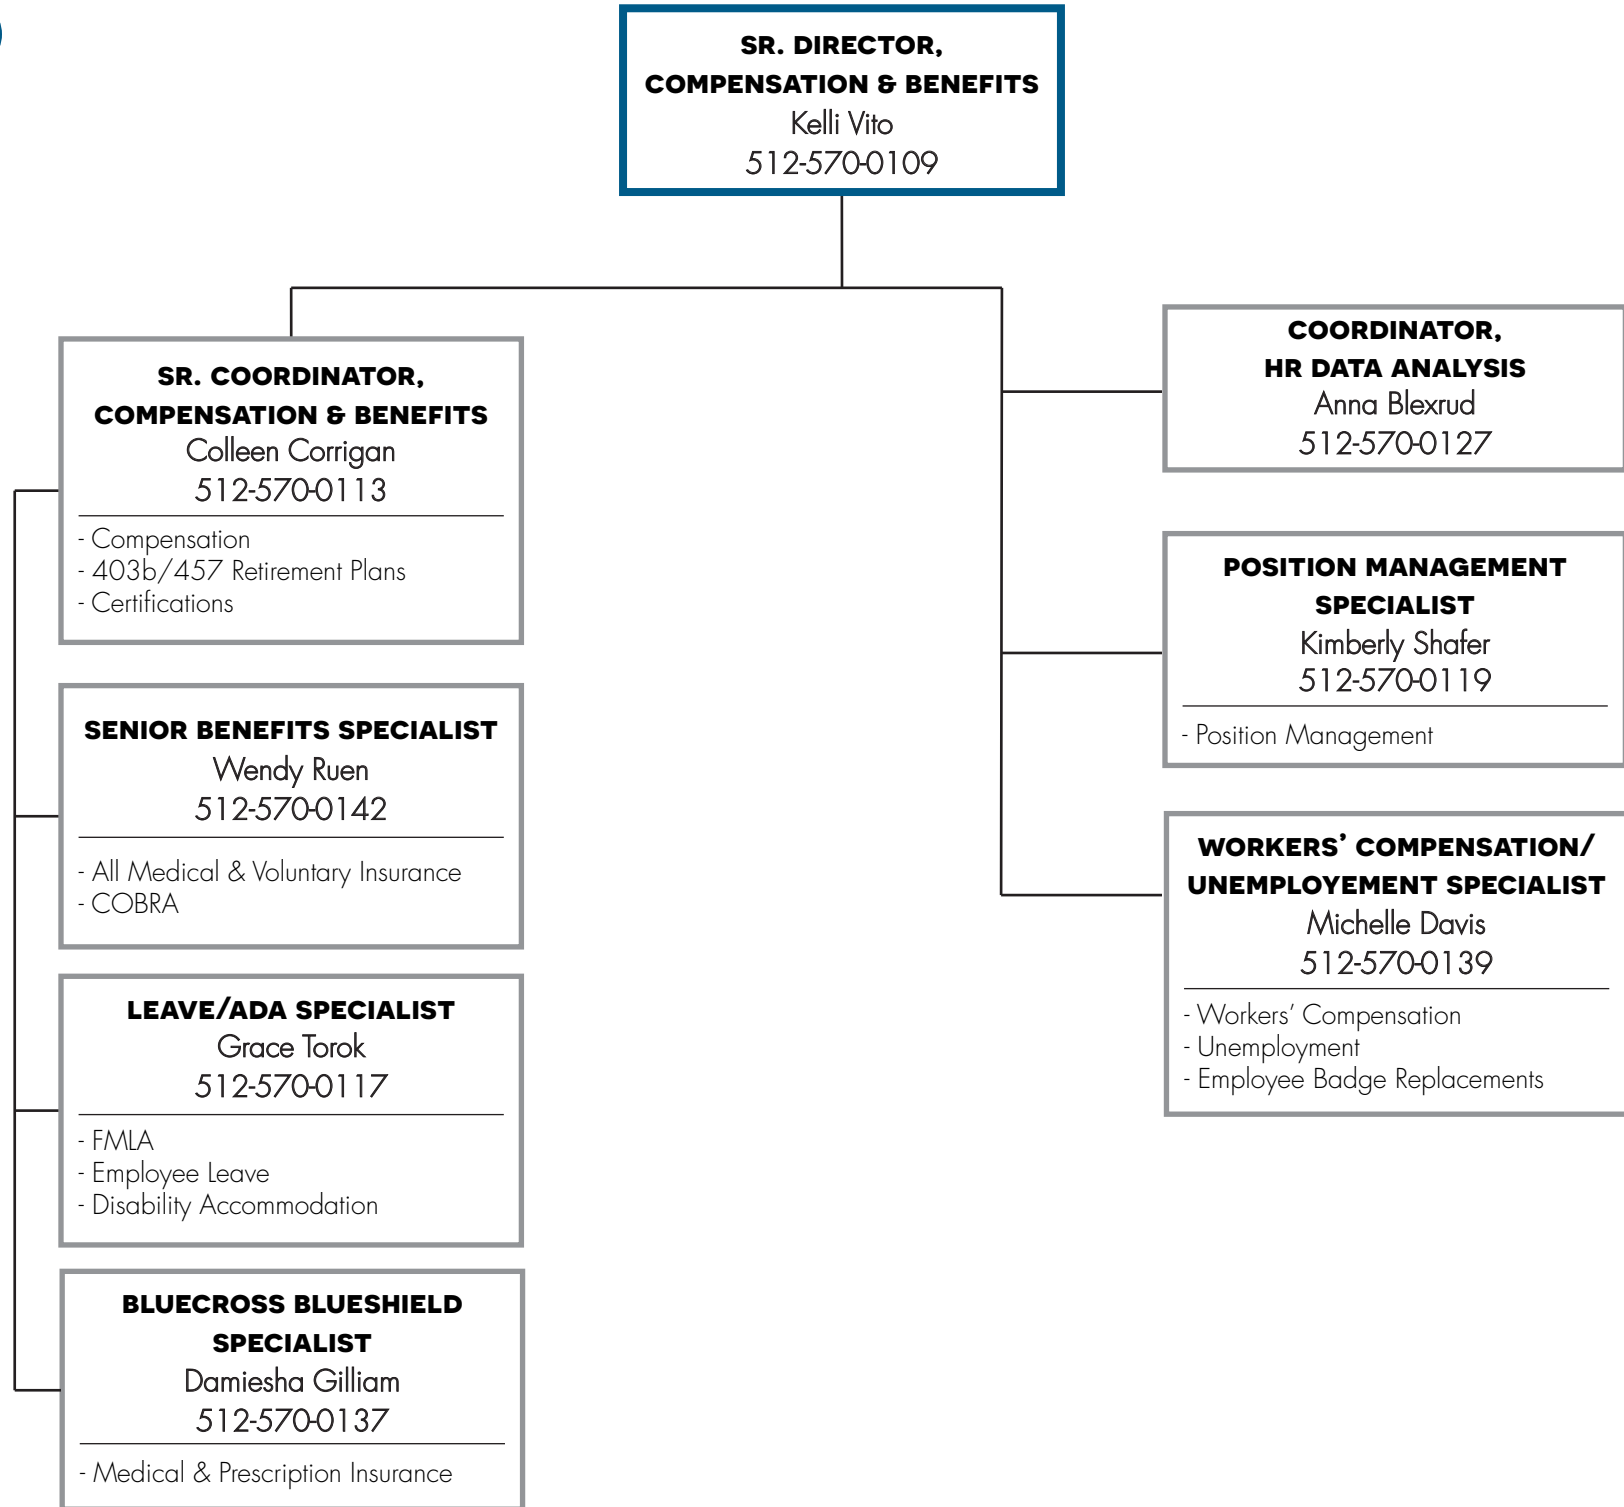 SR. DIRECTOR,
COMPENSATION & BENEFITS
Kelli Vito
512-570-0109
SR. COORDINATOR,
COMPENSATION & BENEFITS
Colleen Corrigan
512-570-0113
- Compensation
- 403b/457 Retirement Plans
- Certifications
SENIOR BENEFITS SPECIALIST
Wendy Ruen
512-570-0142
- All Medical & Voluntary Insurance
- COBRA
LEAVE/ADA SPECIALIST
Grace Torok
512-570-0117
- FMLA
- Employee Leave
- Disability Accommodation
BLUECROSS BLUESHIELD
SPECIALIST
Damiesha Gilliam
512-570-0137
- Medical & Prescription Insurance
COORDINATOR,
HR DATA ANALYSIS
Anna Blexrud
512-570-0127
POSITION MANAGEMENT
SPECIALIST
Kimberly Shafer
512-570-0119
- Position Management
WORKERS’ COMPENSATION/
UNEMPLOYEMENT SPECIALIST
Michelle Davis
512-570-0139
- Workers’ Compensation
- Unemployment
- Employee Badge Replacements